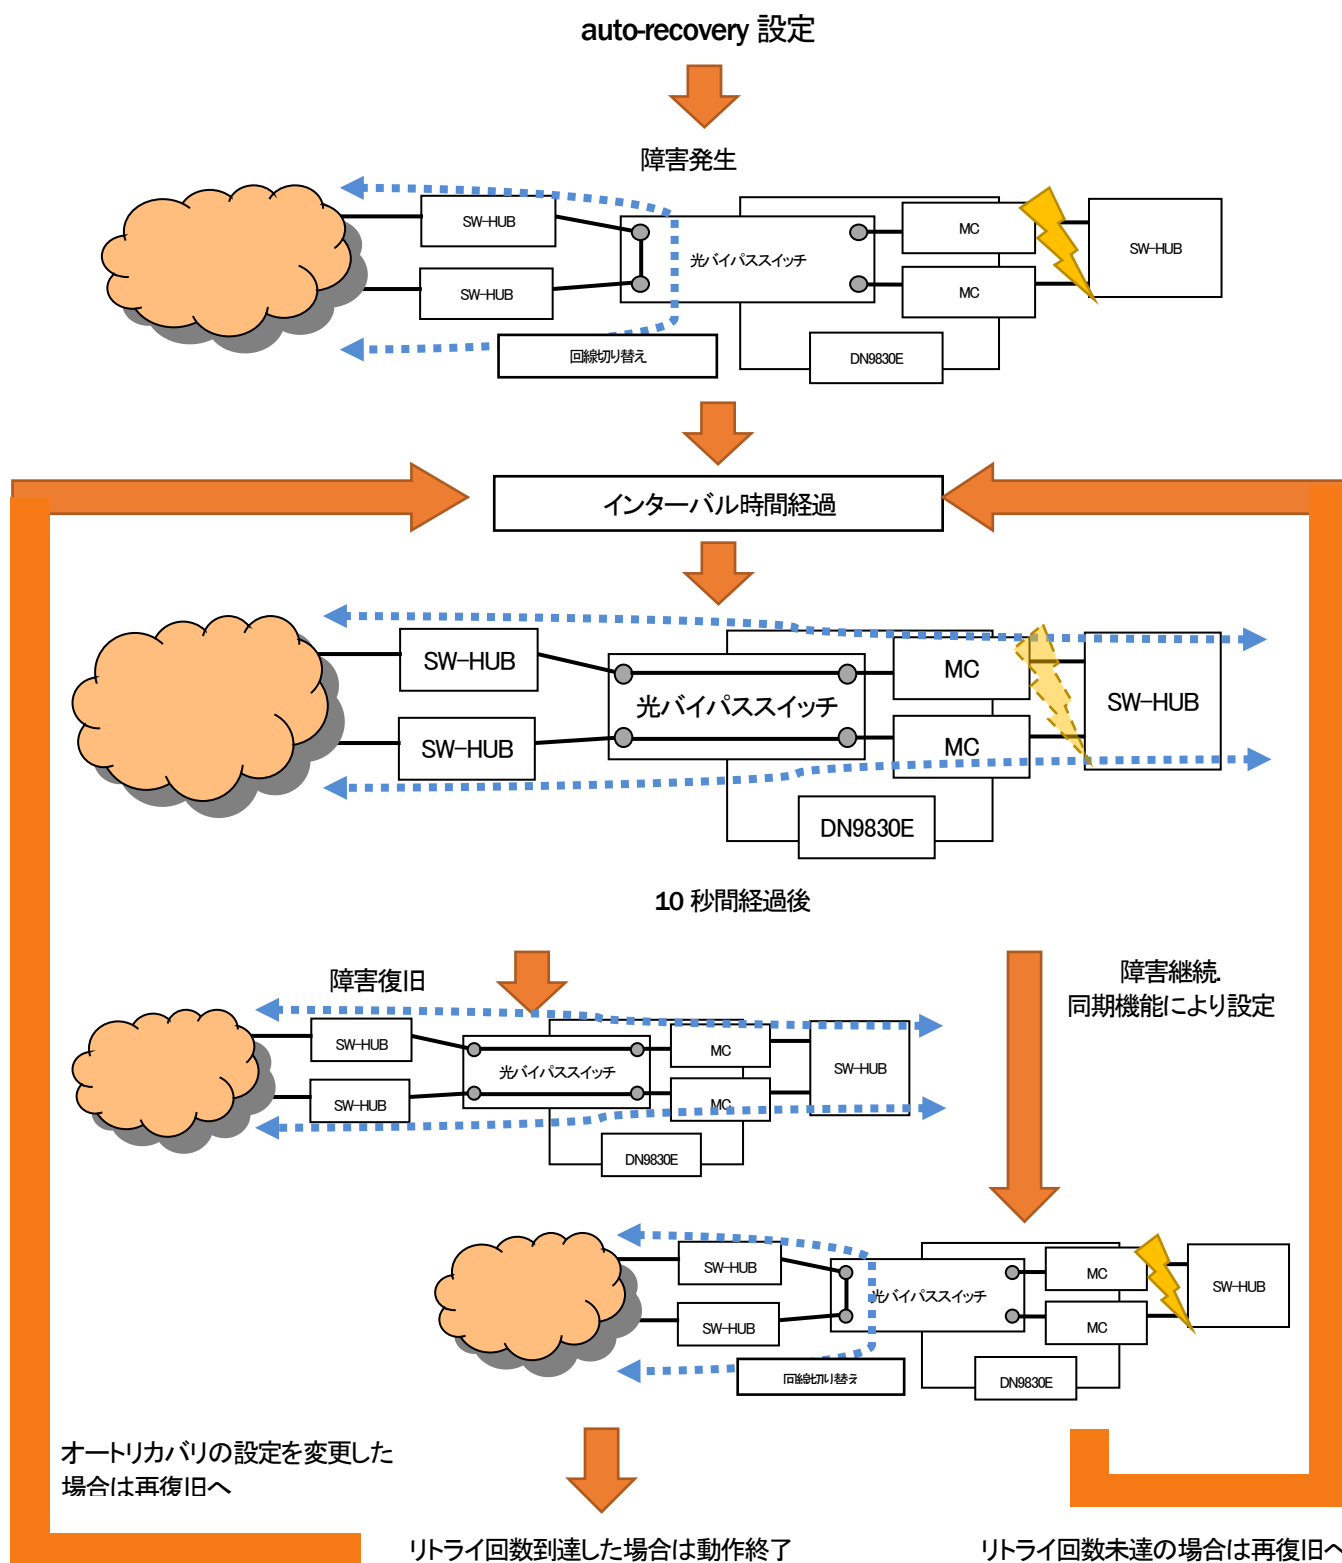 auto-recovery 設定
障害発生
SW-HUB
MC
SW-HUB
光バイパススイッチ
SW-HUB
MC
回線切り替え
DN9830E
インターバル時間経過
SW-HUB
MC
光バイパススイッチ
SW-HUB
SW-HUB
MC
DN9830E
10 秒間経過後
障害復旧
障害継続.
同期機能により設定
SW-HUB
MC
光バイパススイッチ
SW-HUB
SW-HUB
MC
DN9830E
SW-HUB
MC
光バイパススイッチ
SW-HUB
SW-HUB
MC
回線切り替え
DN9830E
オートリカバリの設定を変更した
場合は再復旧へ
リトライ回数到達した場合は動作終了
リトライ回数未達の場合は再復旧へ